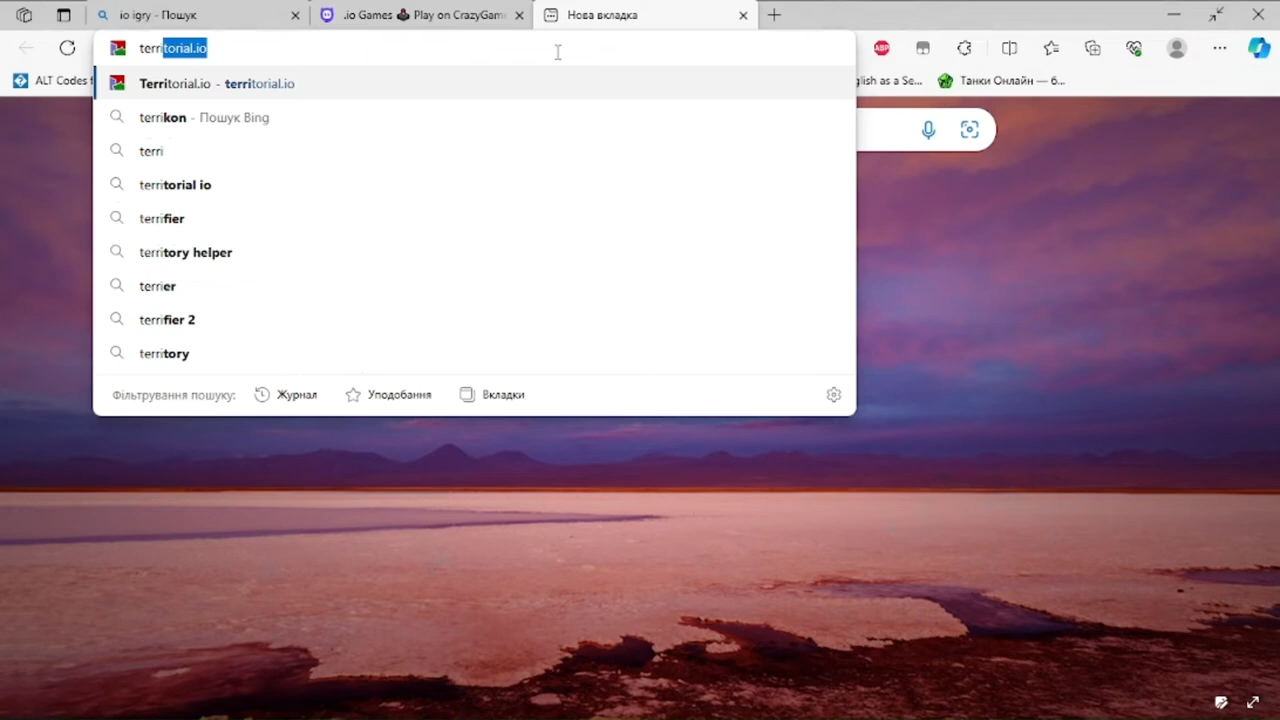 io igry - Пошук
.io Games 🕹 Play on CrazyGam
Нова вкладка
territorial.io
ALT Codes f
glish as a Se...
Танки Онлайн — б...
ABP
Territorial.io - territorial.io
terrikon - Пошук Bing
terri
territorial io
terrifier
territory helper
terrier
terrifier 2
territory
Фільтрування пошуку: Журнал Уподобання Вкладки